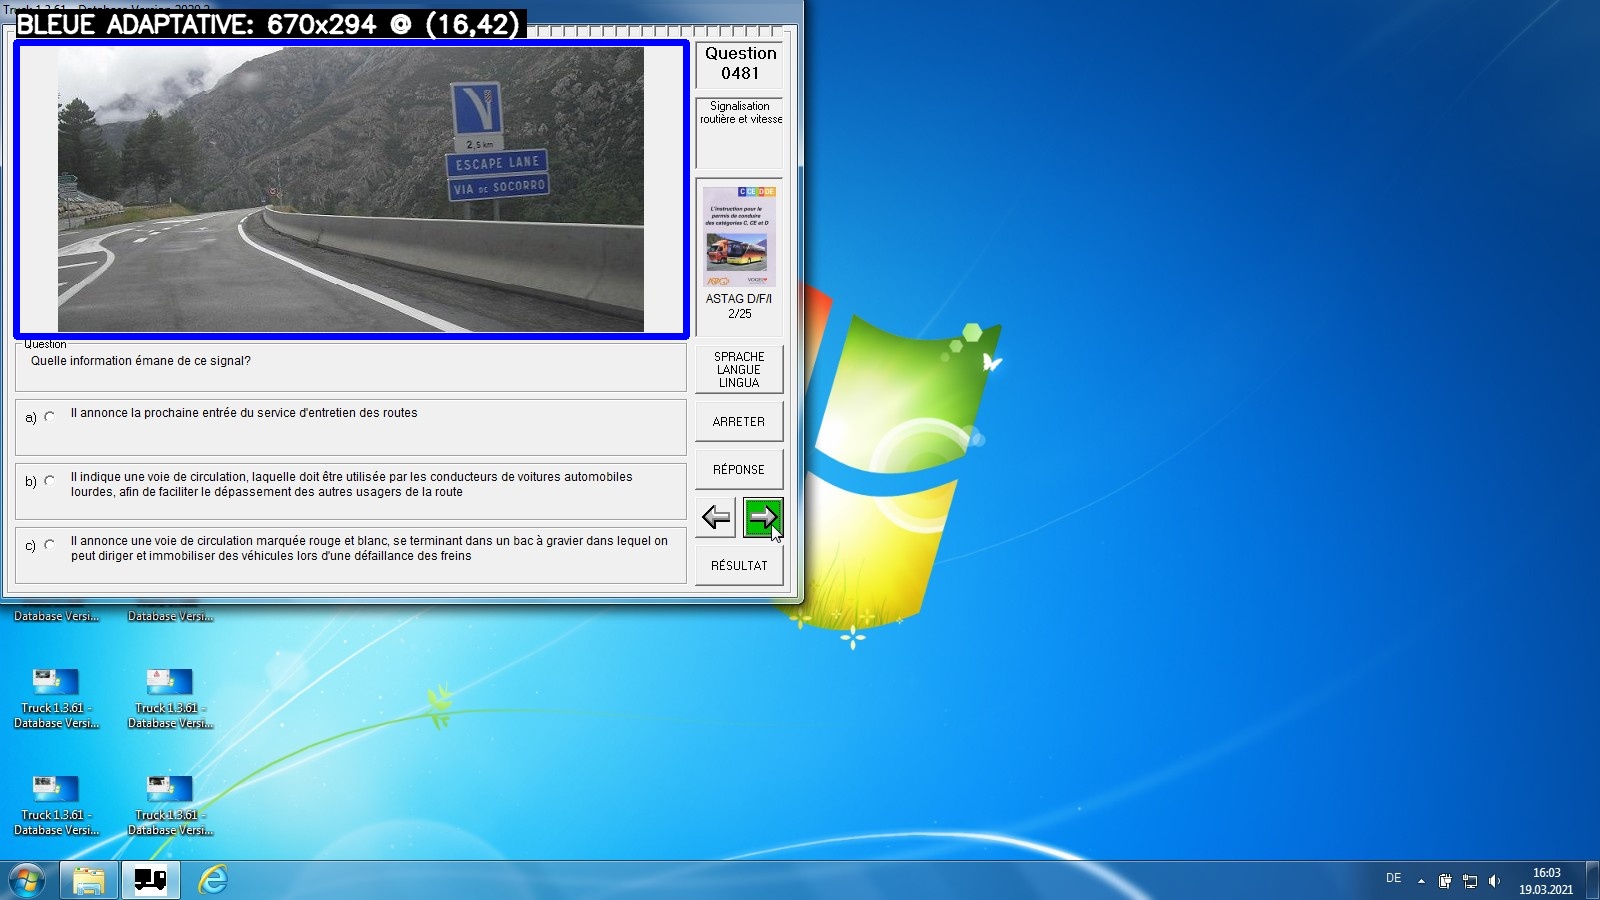 BLEUE ADAPTATIVE: 670x294 @ (16,42)
2,5 km
ESCAPE LANE
VIA DE SOCORRO
Question
0481
Signalisation
routière et vitesse
C CE D DE
L'instruction pour le
permis de conduire
des catégories C, CE et D
ASTAG D/F/I
2/25
Question
Quelle information émane de ce signal?
a) Il annonce la prochaine entrée du service d'entretien des routes
b) Il indique une voie de circulation, laquelle doit être utilisée par les conducteurs de voitures automobiles
lourdes, afin de faciliter le dépassement des autres usagers de la route
c) Il annonce une voie de circulation marquée rouge et blanc, se terminant dans un bac à gravier dans lequel on
peut diriger et immobiliser des véhicules lors d'une défaillance des freins
SPRACHE
LANGUE
LINGUA
ARRETER
RÉPONSE
RÉSULTAT
Database Versi...
Database Versi...
Truck 1.3.61 -
Database Versi...
Truck 1.3.61 -
Database Versi...
Truck 1.3.61 -
Database Versi...
Truck 1.3.61 -
Database Versi...
DE
16:03
19.03.2021